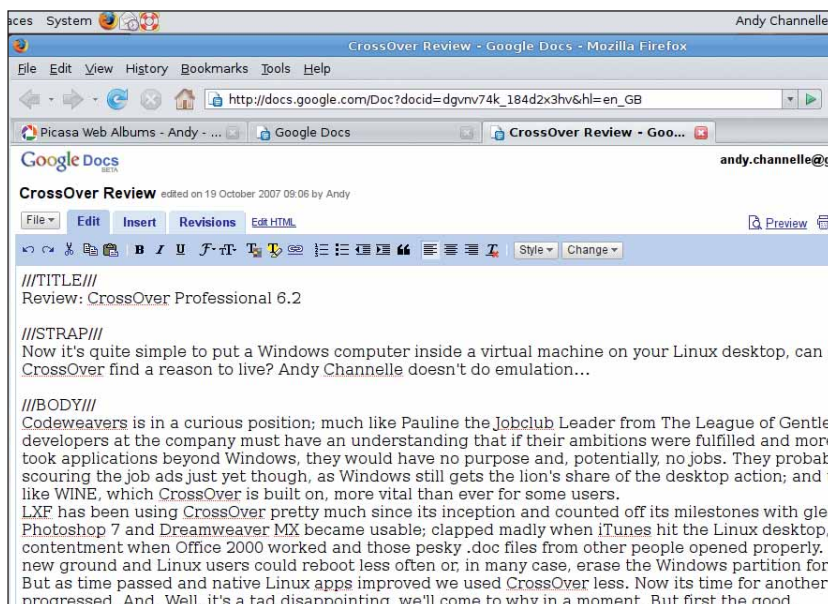 aces System Andy Channelle
CrossOver Review - Google Docs - Mozilla Firefox
File Edit View History Bookmarks Tools Help
http://docs.google.com/Doc?docid=dgvnv74k_184d2x3hv&hl=en_GB
Picasa Web Albums - Andy - ... Google Docs CrossOver Review - Goo...
Google Docs andy.channelle@g
BETA
CrossOver Review edited on 19 October 2007 09:06 by Andy
File Edit Insert Revisions Edit HTML Preview
B I U Style Change
///TITLE///
Review: CrossOver Professional 6.2
///STRAP///
Now it's quite simple to put a Windows computer inside a virtual machine on your Linux desktop, can
CrossOver find a reason to live? Andy Channelle doesn't do emulation...
///BODY///
Codeweavers is in a curious position; much like Pauline the Jobclub Leader from The League of Gentle
developers at the company must have an understanding that if their ambitions were fulfilled and more
took applications beyond Windows, they would have no purpose and, potentially, no jobs. They probab
scouring the job ads just yet though, as Windows still gets the lion's share of the desktop action; and
like WINE, which CrossOver is built on, more vital than ever for some users.
LXF has been using CrossOver pretty much since its inception and counted off its milestones with gle
Photoshop 7 and Dreamweaver MX became usable; clapped madly when iTunes hit the Linux desktop,
contentment when Office 2000 worked and those pesky .doc files from other people opened properly.
new ground and Linux users could reboot less often or, in many case, erase the Windows partition for
But as time passed and native Linux apps improved we used CrossOver less. Now its time for another
progressed. And. Well, it's a tad disappointing, we'll come to why in a moment. But first the good